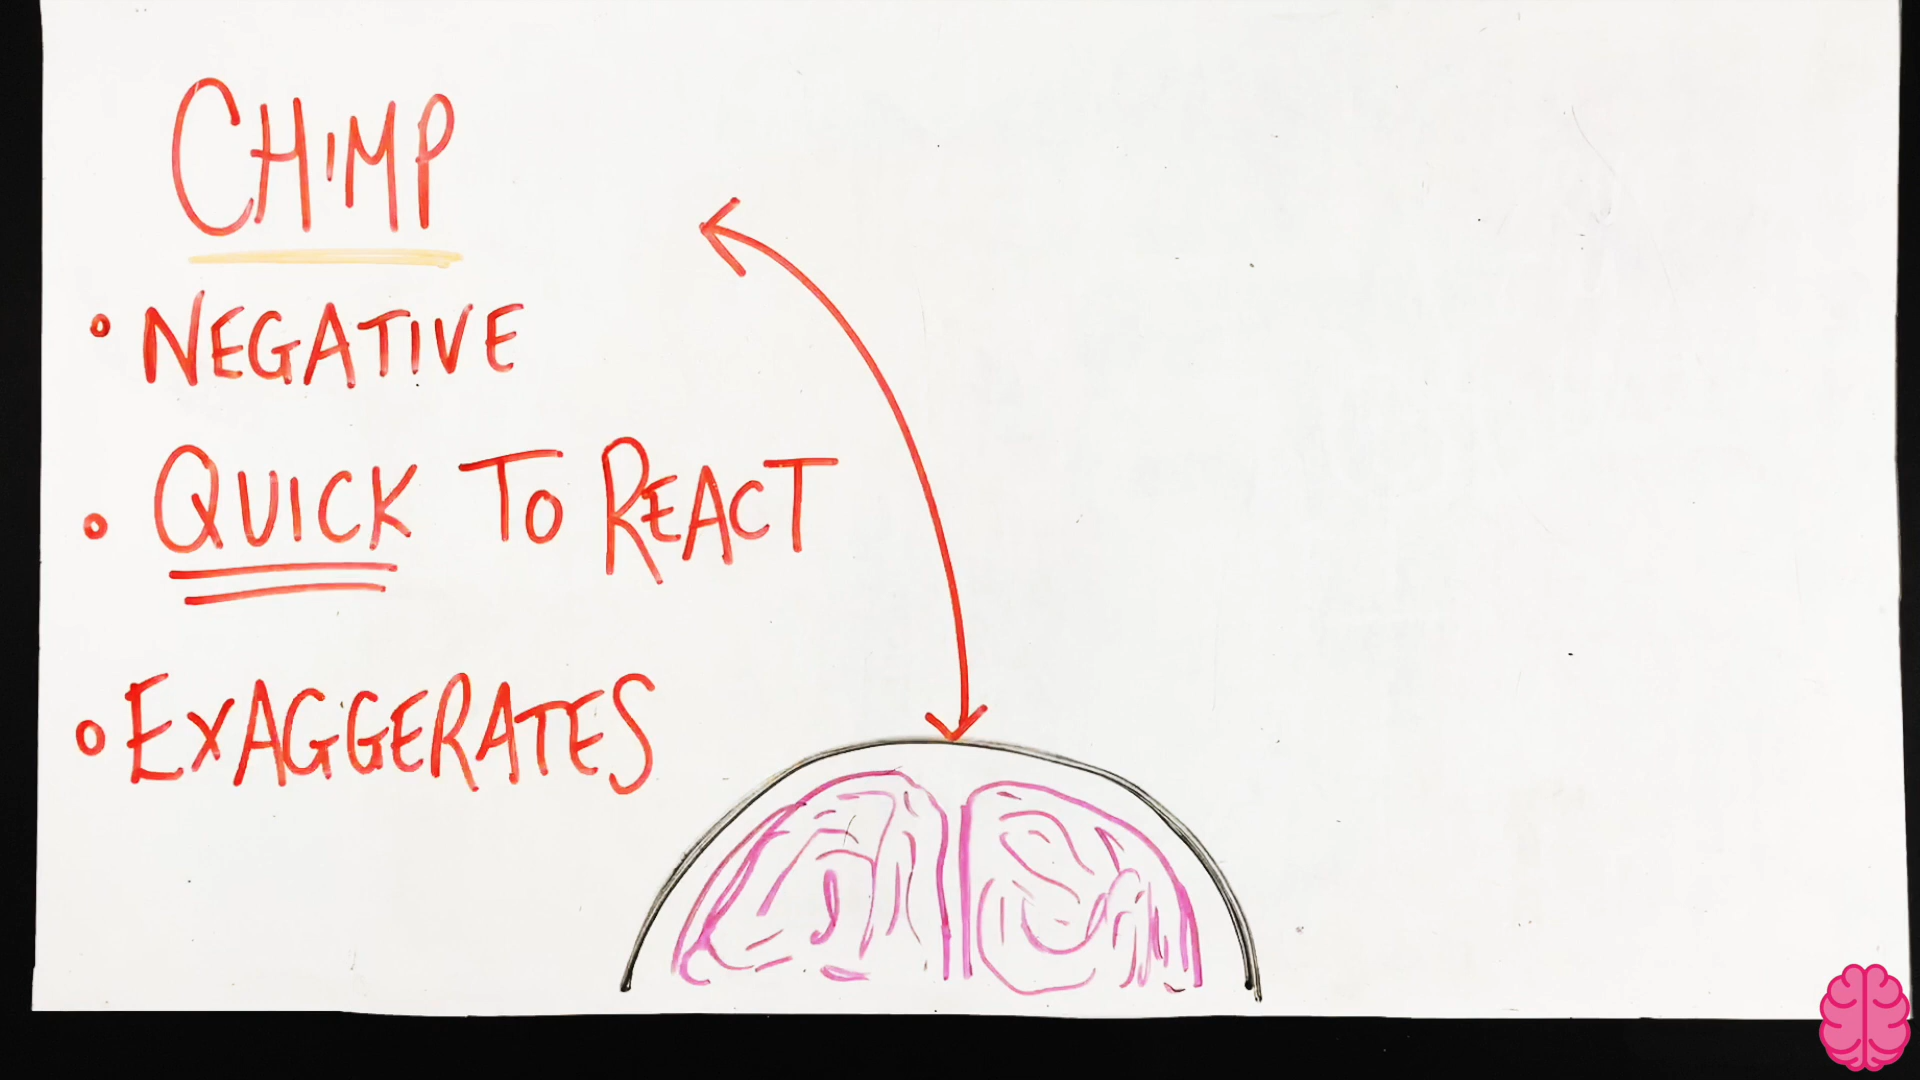 CHIMP
• NEGATIVE
• QUICK TO REACT
• EXAGGERATES